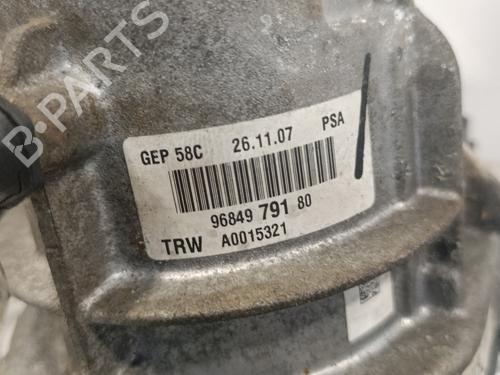 B-PARTS
GEP 58C 26.11.07 PSA
96849 791 80
TRW A0015321